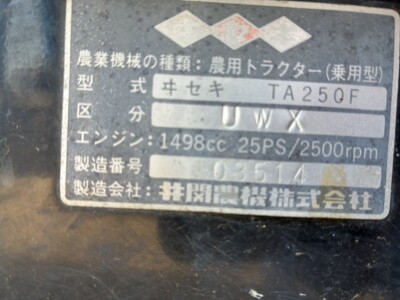 農業機械の種類：農用トラクター(乗用型)
型 式 ヰセキ TA250F
区 分 UWX
エンジン：1498cc 25PS/2500rpm
製造番号 03514
製造会社：井関農機株式会社